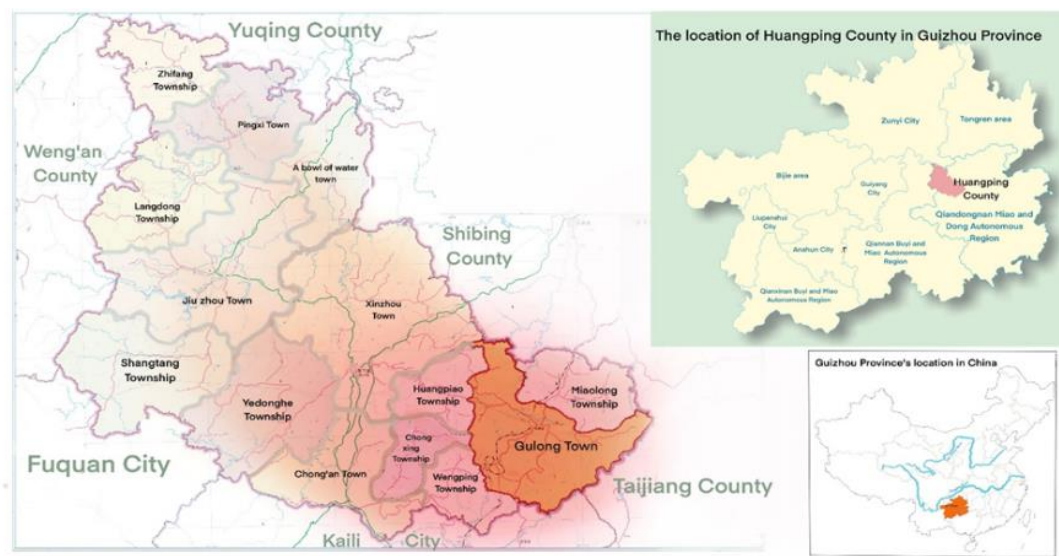 Yuqing County
Zhifang
Township
Pingxi Town
Weng'an
County
A bowl of water
town
Langdong
Township
Shibing
County
Jiu zhou Town
Xinzhou
Town
Shangtang
Township
Yedonghe
Township
Huangpiao
Township
Miaolong
Township
Gulong Town
Chong
xing
Township
Fuquan City
Chong'an Town
Wengping
Township
Taijiang County
Kaili City
The location of Huangping County in Guizhou Province
Zunyi City
Tongren area
Bijie area
Guiyang
City
Huangping
County
Liupanshui
City
Qiandongnan Miao and
Dong Autonomous
Region
Anshun City
Qiannan Buyi and
Miao Autonomous
Region
Qianxinan Buyi and Miao
Autonomous Region
Guizhou Province's location in China